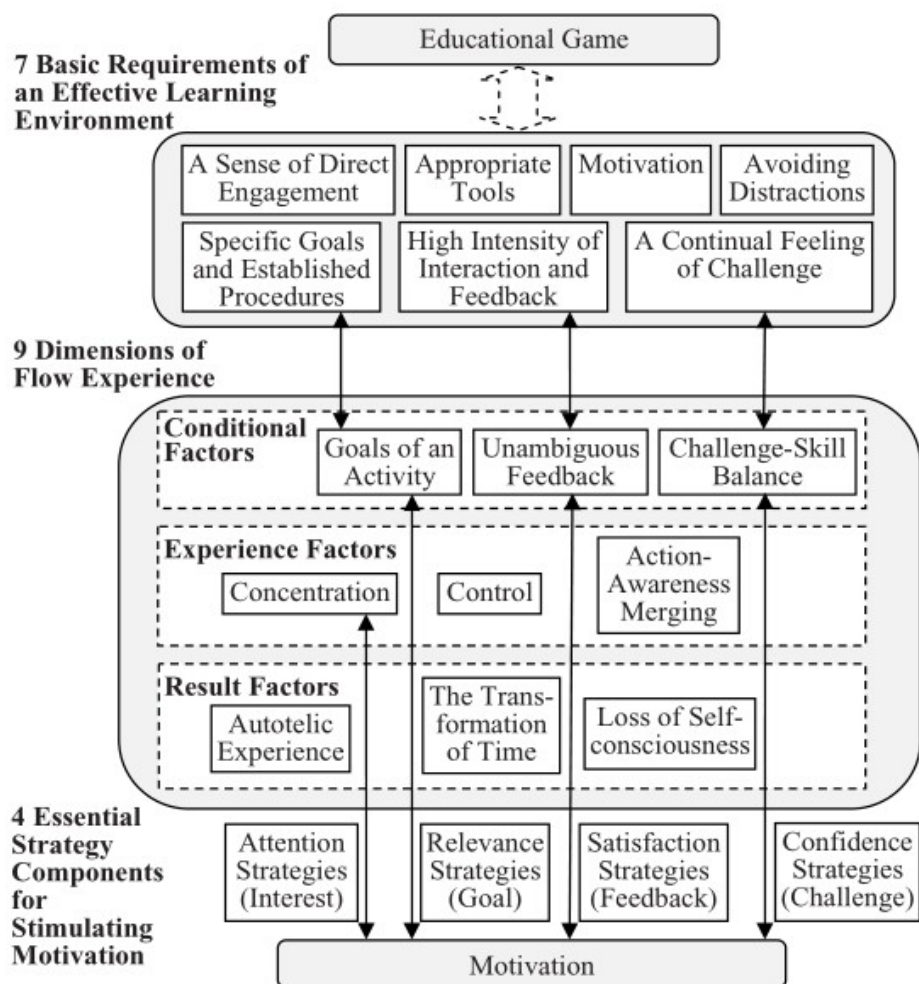 Educational Game
7 Basic Requirements of
an Effective Learning
Environment
A Sense of Direct
Engagement
Appropriate
Tools
Motivation
Avoiding
Distractions
Specific Goals
and Established
Procedures
High Intensity of
Interaction and
Feedback
A Continual Feeling
of Challenge
9 Dimensions of
Flow Experience
Conditional
Factors
Goals of an
Activity
Unambiguous
Feedback
Challenge-Skill
Balance
Experience Factors
Concentration
Control
Action-
Awareness
Merging
Result Factors
Autotelic
Experience
The Trans-
formation
of Time
Loss of Self-
consciousness
4 Essential
Strategy
Components
for
Stimulating
Motivation
Attention
Strategies
(Interest)
Relevance
Strategies
(Goal)
Satisfaction
Strategies
(Feedback)
Confidence
Strategies
(Challenge)
Motivation